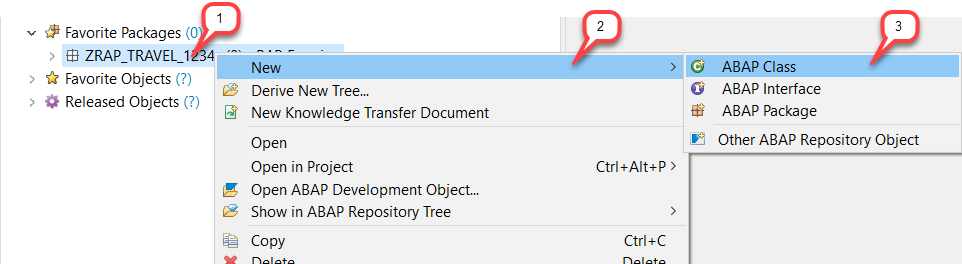 1
2
3
Favorite Packages (0)
ZRAP_TRAVEL_1234
New
ABAP Class
Favorite Objects (?)
Derive New Tree...
ABAP Interface
Released Objects (?)
New Knowledge Transfer Document
ABAP Package
Open
Other ABAP Repository Object
Open in Project Ctrl+Alt+P
Open ABAP Development Object...
Show in ABAP Repository Tree
Copy Ctrl+C
Delete Delete